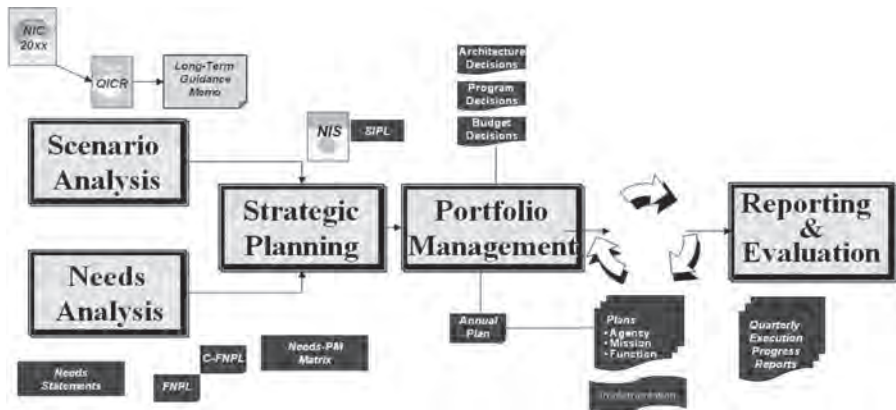 NIC
20xx
QICR
Long-Term
Guidance
Memo
Architecture
Decisions
Program
Decisions
Budget
Decisions
NIS
SIPL
Scenario
Analysis
Strategic
Planning
Portfolio
Management
Reporting
&
Evaluation
Needs
Analysis
Annual
Plan
Plans
• Agency
• Mission
• Function
Quarterly
Execution
Progress
Reports
Needs
Statements
FNPL
C-FNPL
Needs-PM
Matrix
Implementation